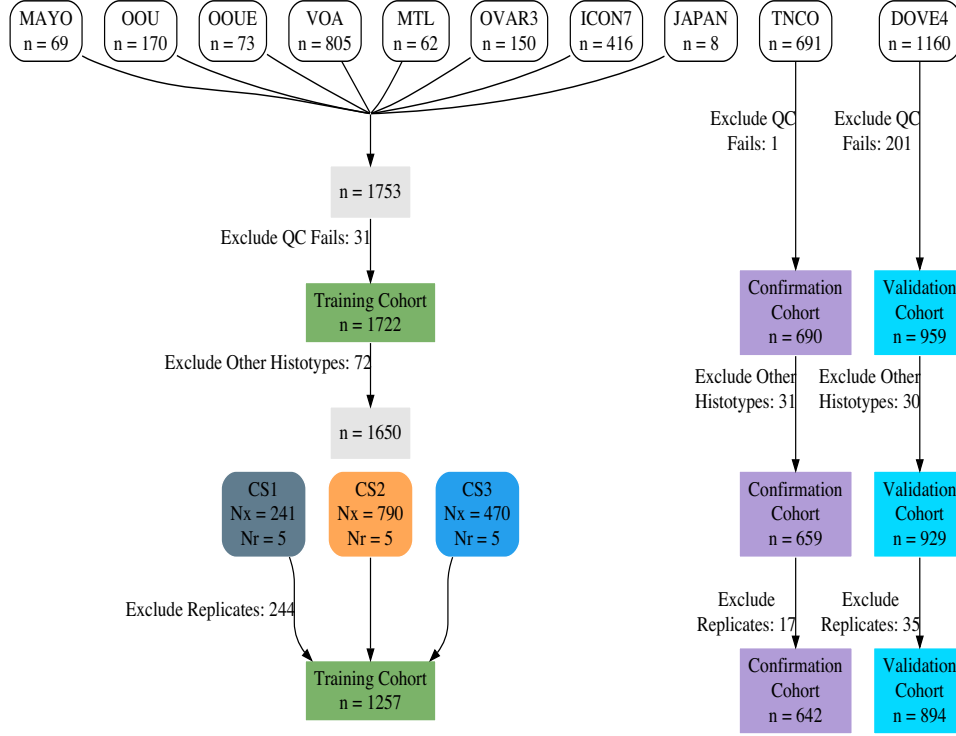 MAYO
n = 69
OOU
n = 170
OOUE
n = 73
VOA
n = 805
MTL
n = 62
OVAR3
n = 150
ICON7
n = 416
JAPAN
n = 8
TNCO
n = 691
DOVE4
n = 1160
Exclude QC
Fails: 1
Exclude QC
Fails: 201
n = 1753
Exclude QC Fails: 31
Training Cohort
n = 1722
Confirmation
Cohort
n = 690
Validation
Cohort
n = 959
Exclude Other Histotypes: 72
Exclude Other
Histotypes: 31
Exclude Other
Histotypes: 30
n = 1650
CS1
Nx = 241
Nr = 5
CS2
Nx = 790
Nr = 5
CS3
Nx = 470
Nr = 5
Confirmation
Cohort
n = 659
Validation
Cohort
n = 929
Exclude Replicates: 244
Exclude
Replicates: 17
Exclude
Replicates: 35
Training Cohort
n = 1257
Confirmation
Cohort
n = 642
Validation
Cohort
n = 894